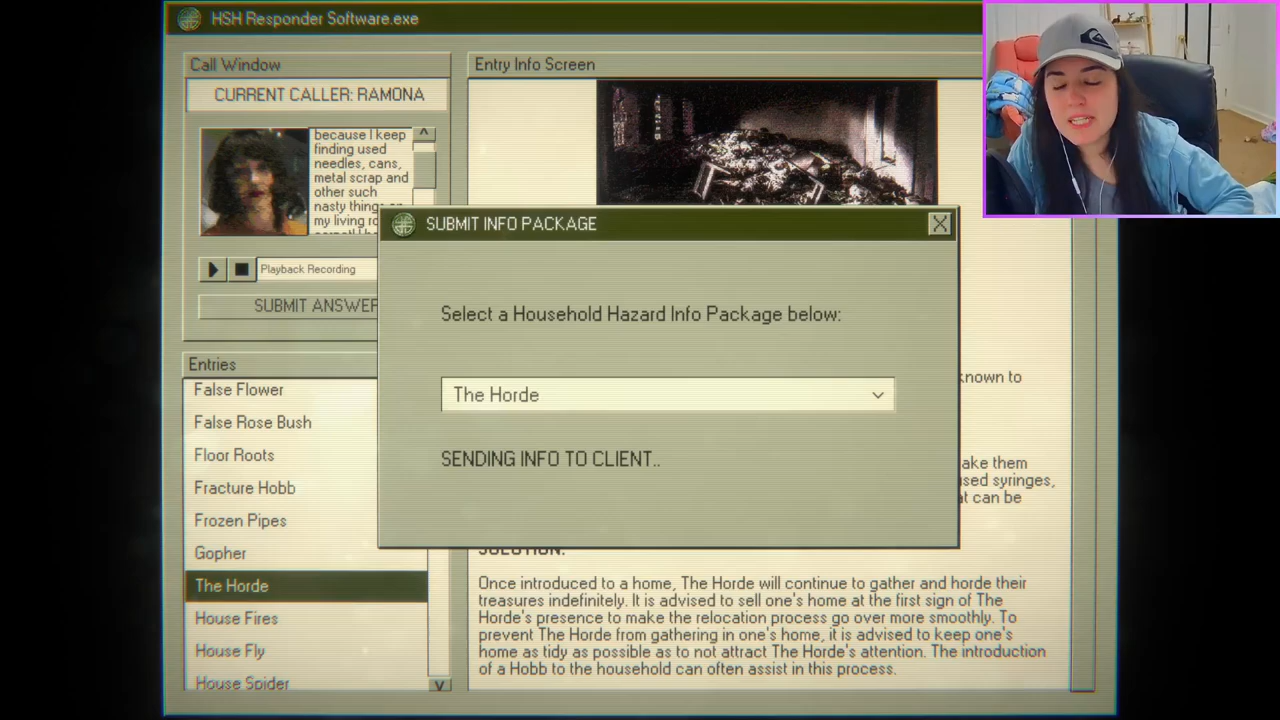 HSH Responder Software.exe
Call Window
CURRENT CALLER: RAMONA
because I keep
finding used
needles, cans,
metal scrap and
other such
nasty things
my living
Playback Recording
SUBMIT ANSWER
Entries
False Flower
False Rose Bush
Floor Roots
Fracture Hobb
Frozen Pipes
Gopher
The Horde
House Fires
House Fly
House Spider
Entry Info Screen
SUBMIT INFO PACKAGE
Select a Household Hazard Info Package below:
The Horde
SENDING INFO TO CLIENT..
known to
ake them
used syringes,
at can be
SOLUTION:
Once introduced to a home, The Horde will continue to gather and horde their
treasures indefinitely. It is advised to sell one's home at the first sign of The
Horde's presence to make the relocation process go over more smoothly. To
prevent The Horde from gathering in one's home, it is advised to keep one's
home as tidy as possible as to not attract The Horde's attention. The introduction
of a Hobb to the household can often assist in this process.